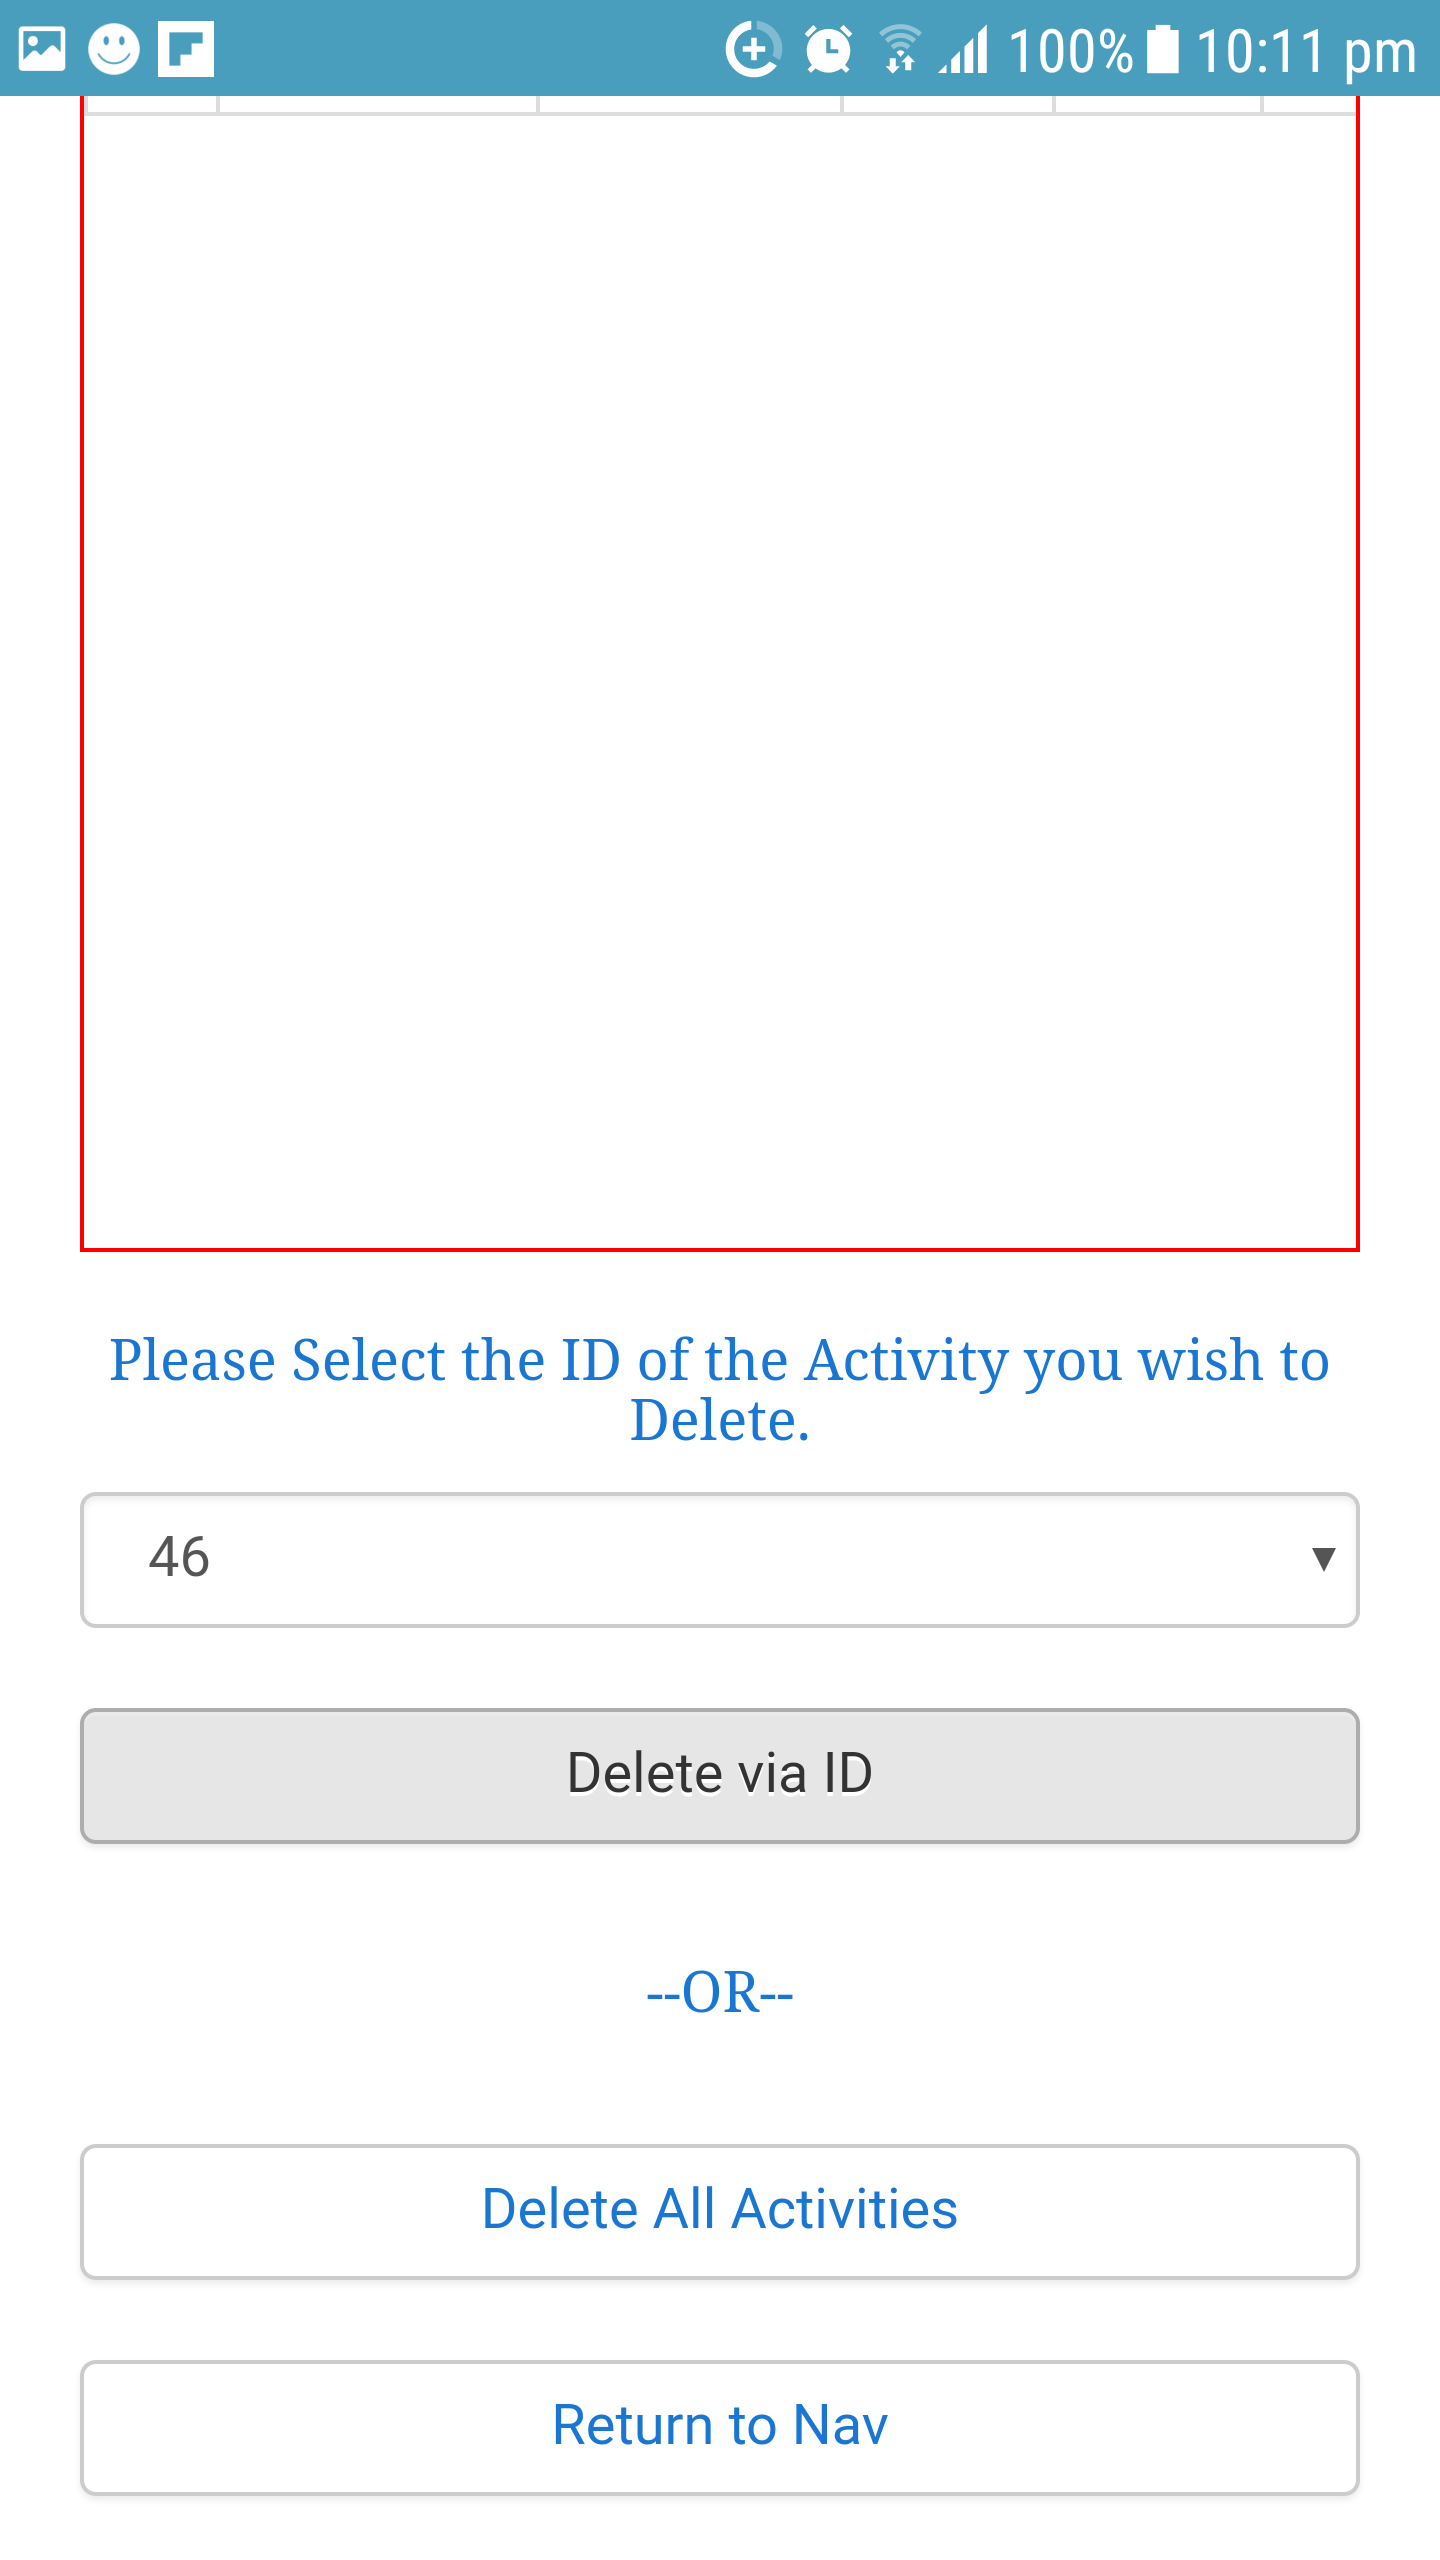 100% 10:11 pm
Please Select the ID of the Activity you wish to
Delete.
46
Delete via ID
--OR--
Delete All Activities
Return to Nav